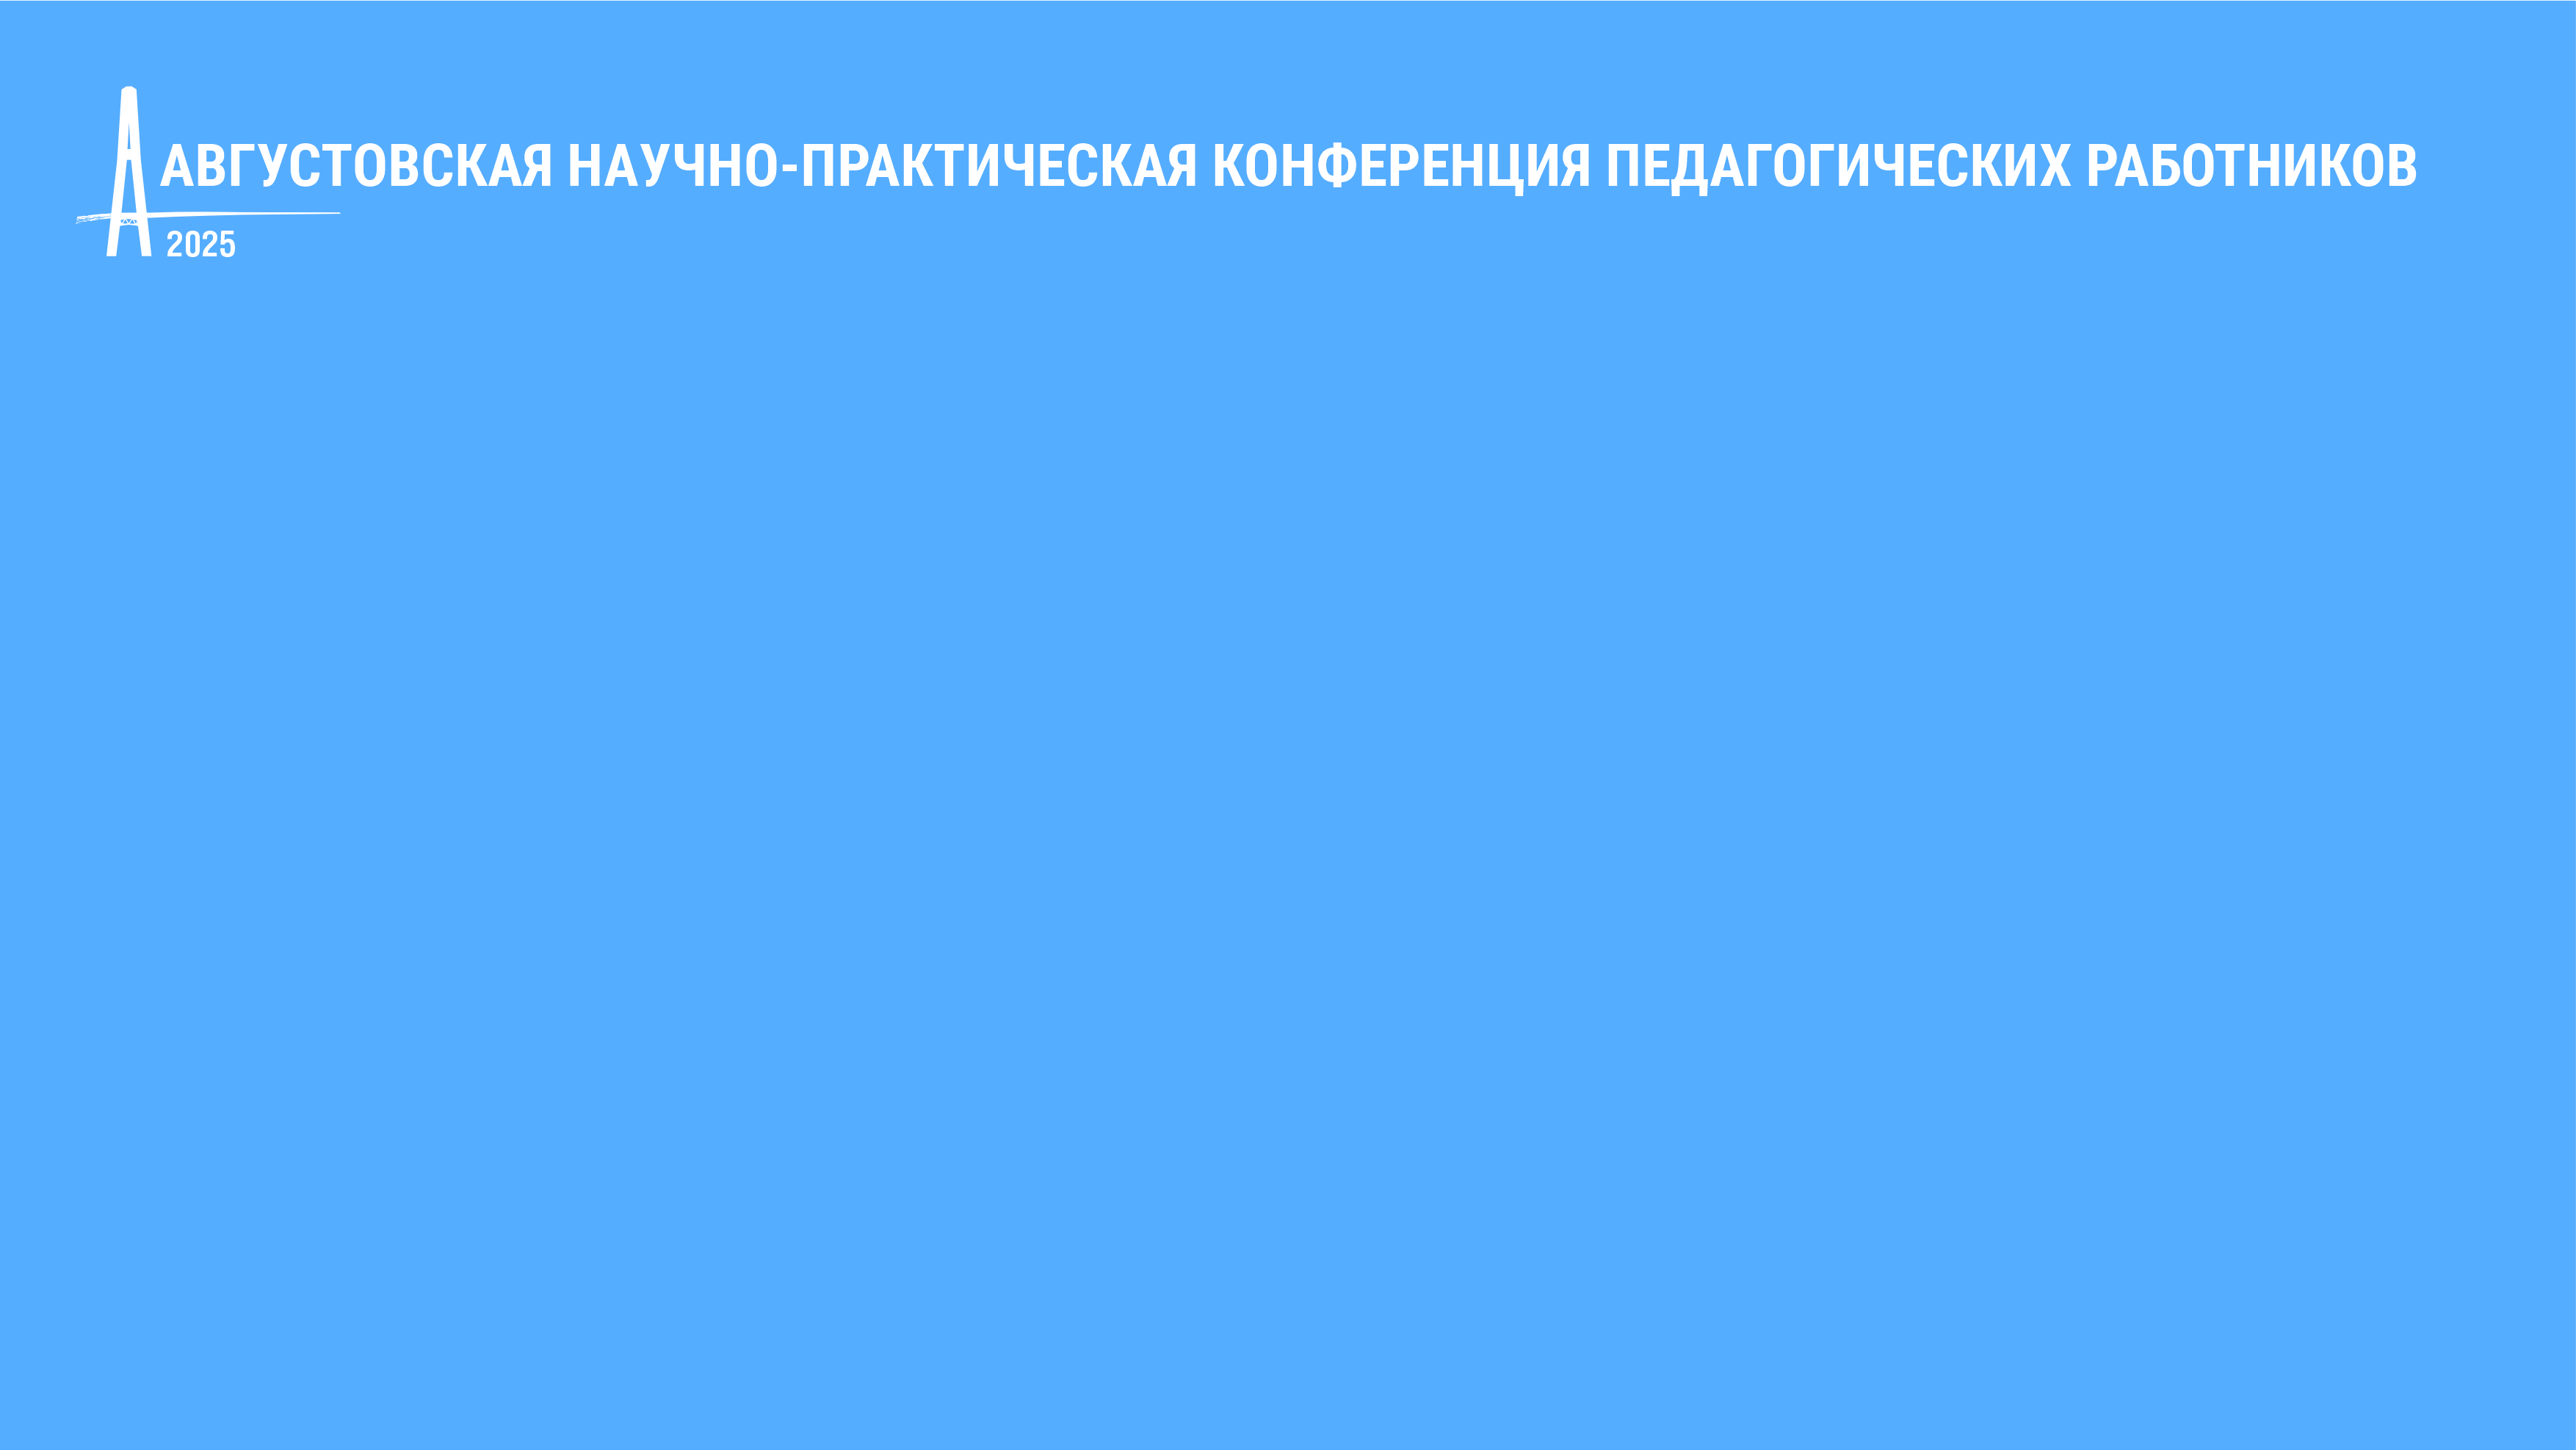 АВГУСТОВСКАЯ НАУЧНО-ПРАКТИЧЕСКАЯ КОНФЕРЕНЦИЯ ПЕДАГОГИЧЕСКИХ РАБОТНИКОВ
2025